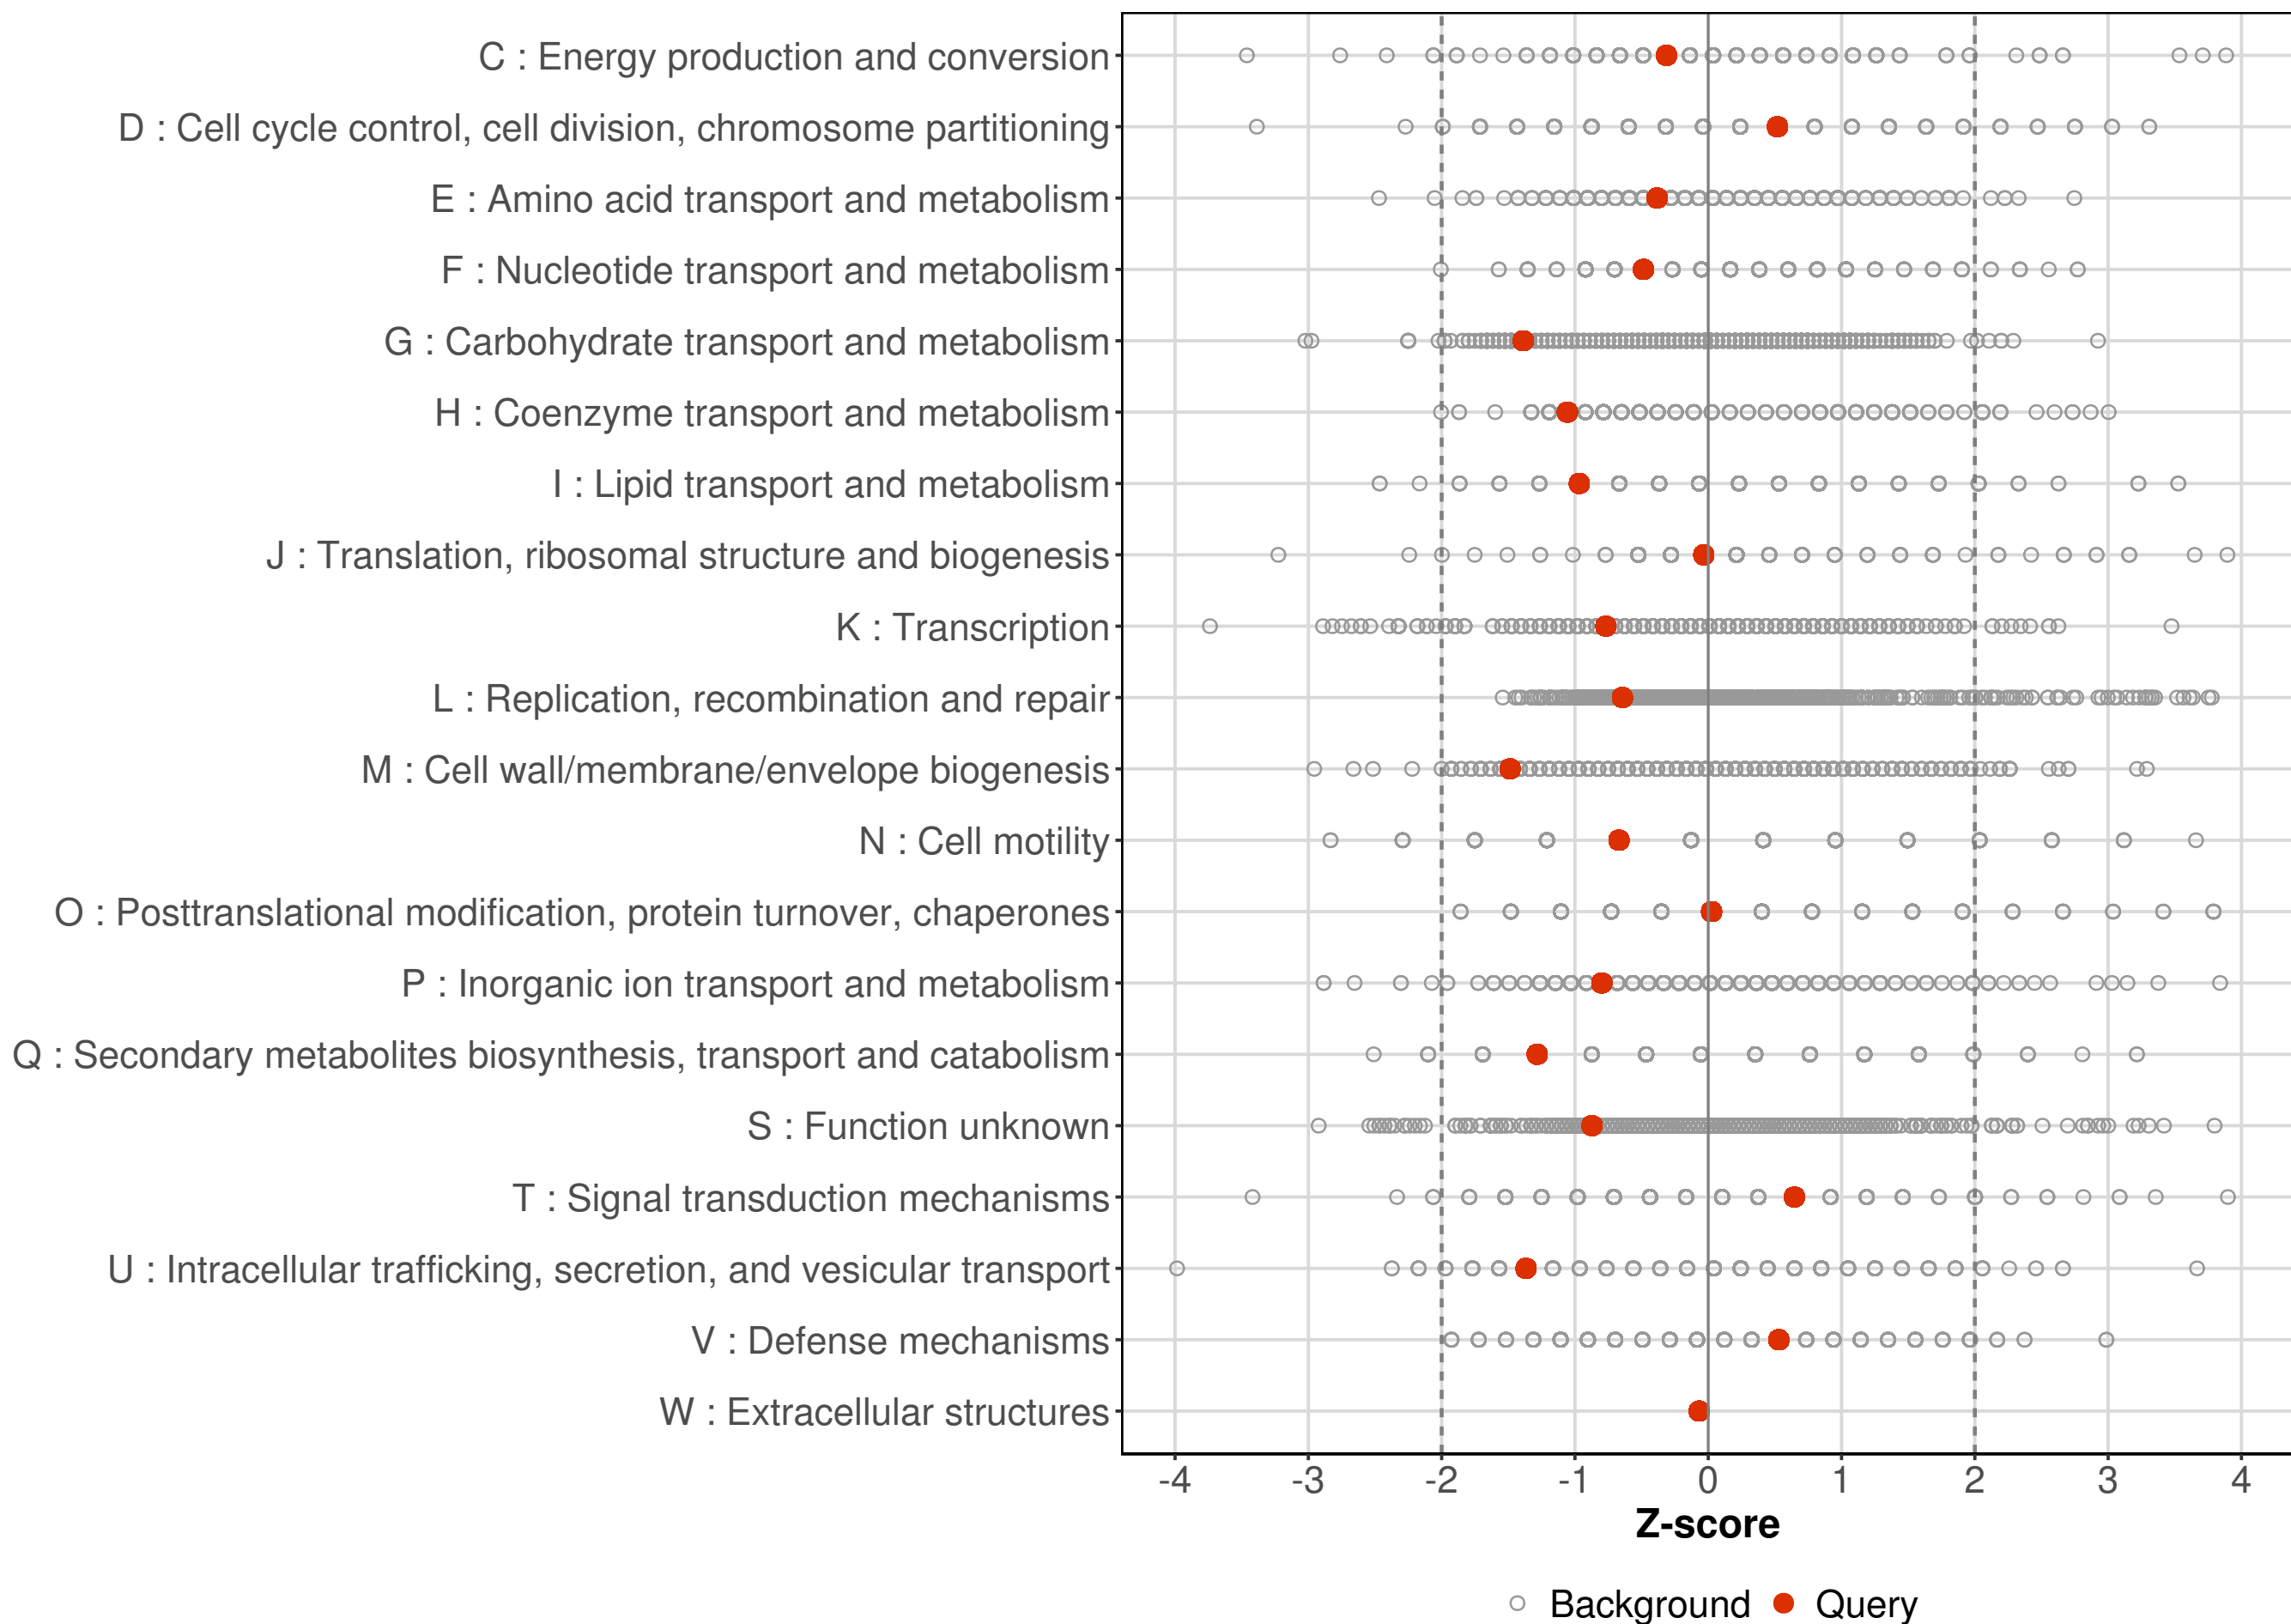 C : Energy production and conversion
D : Cell cycle control, cell division, chromosome partitioning
E : Amino acid transport and metabolism
F : Nucleotide transport and metabolism
G : Carbohydrate transport and metabolism
H : Coenzyme transport and metabolism
I : Lipid transport and metabolism
J : Translation, ribosomal structure and biogenesis
K : Transcription
L : Replication, recombination and repair
M : Cell wall/membrane/envelope biogenesis
N : Cell motility
O : Posttranslational modification, protein turnover, chaperones
P : Inorganic ion transport and metabolism
Q : Secondary metabolites biosynthesis, transport and catabolism
S : Function unknown
T : Signal transduction mechanisms
U : Intracellular trafficking, secretion, and vesicular transport
V : Defense mechanisms
W : Extracellular structures
-4 -3 -2 -1 0 1 2 3 4
Z-score
Background Query